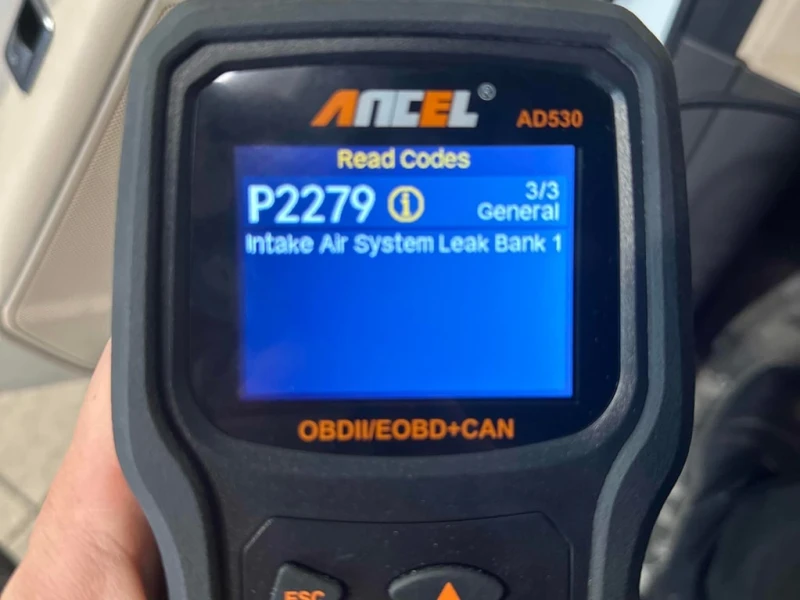 ANCEL®
AD530
Read Codes
P2279 i 3/3
General
Intake Air System Leak Bank 1
OBDII/EOBD+CAN
ESC